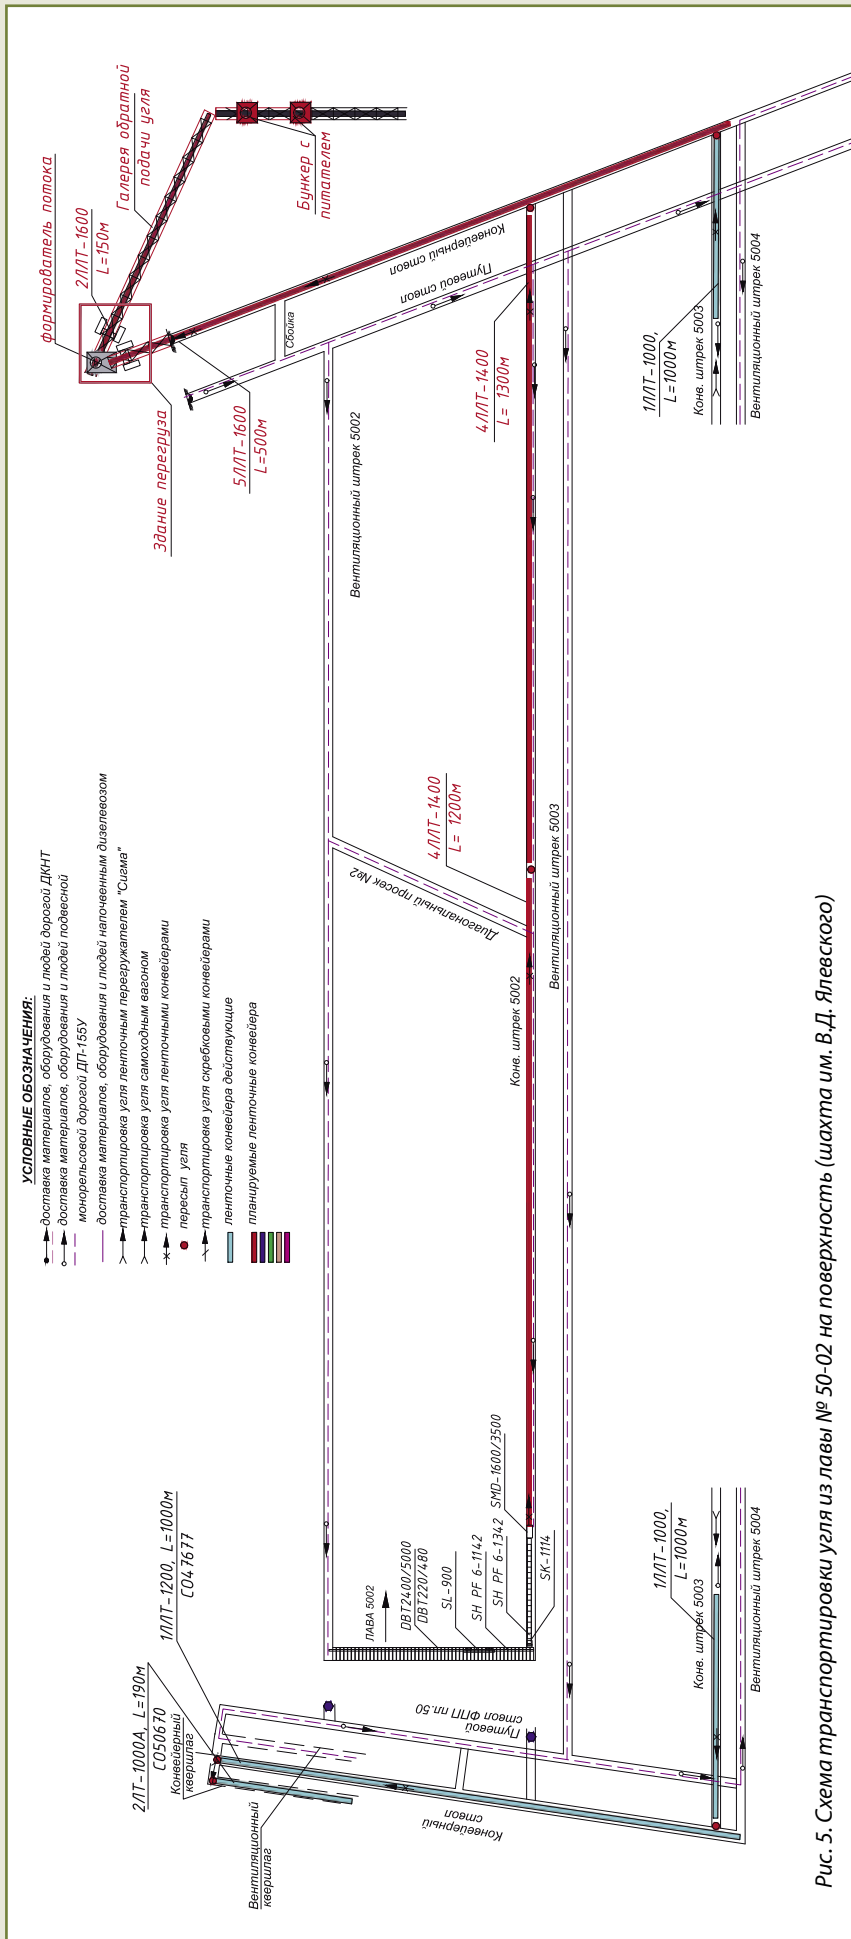 УСЛОВНЫЕ ОБОЗНАЧЕНИЯ:
доставка материалов, оборудования и людей дорогой ДКНТ
доставка материалов, оборудования и людей подвесной
монорельсовой дорогой ДП-155У
доставка материалов, оборудования и людей напочвенным дизелевозом
транспортировка угля ленточным перегружателем "Сигма"
транспортировка угля самоходным вагоном
транспортировка угля ленточными конвейерами
пересып угля
транспортировка угля скребковыми конвейерами
ленточные конвейера действующие
планируемые ленточные конвейера
формирователь потока
2ЛЛТ-1600
L=150м
Галерея обратной
подачи угля
Бункер с
питателем
Здание перегруза
5ЛЛТ-1600
L=500м
Сбойка
Конвейерный ствол
Путевой ствол
Вентиляционный штрек 5002
4ЛЛТ-1400
L= 1300м
1ЛЛТ-1000,
L=1000м
Конв. штрек 5003
Вентиляционный штрек 5004
4ЛЛТ-1400
L= 1200м
Диагональный просек №2
Конв. штрек 5002
Вентиляционный штрек 5003
2ЛТ-1000А, L=190м
СО50670
Конвейерный
квершлаг
1ЛЛТ-1200, L=1000м
СО47677
Вентиляционный
квершлаг
ЛАВА 5002
DBT2400/5000
DBT220/480
SL-900
SH PF 6-1142
SH PF 6-1342
SMD-1600/3500
SK-1114
Путевой
ствол ФПП пл.50
Конвейерный
ствол
1ЛЛТ-1000,
L=1000м
Конв. штрек 5003
Вентиляционный штрек 5004
Рис. 5. Схема транспортировки угля из лавы № 50-02 на поверхность (шахта им. В.Д. Ялевского)